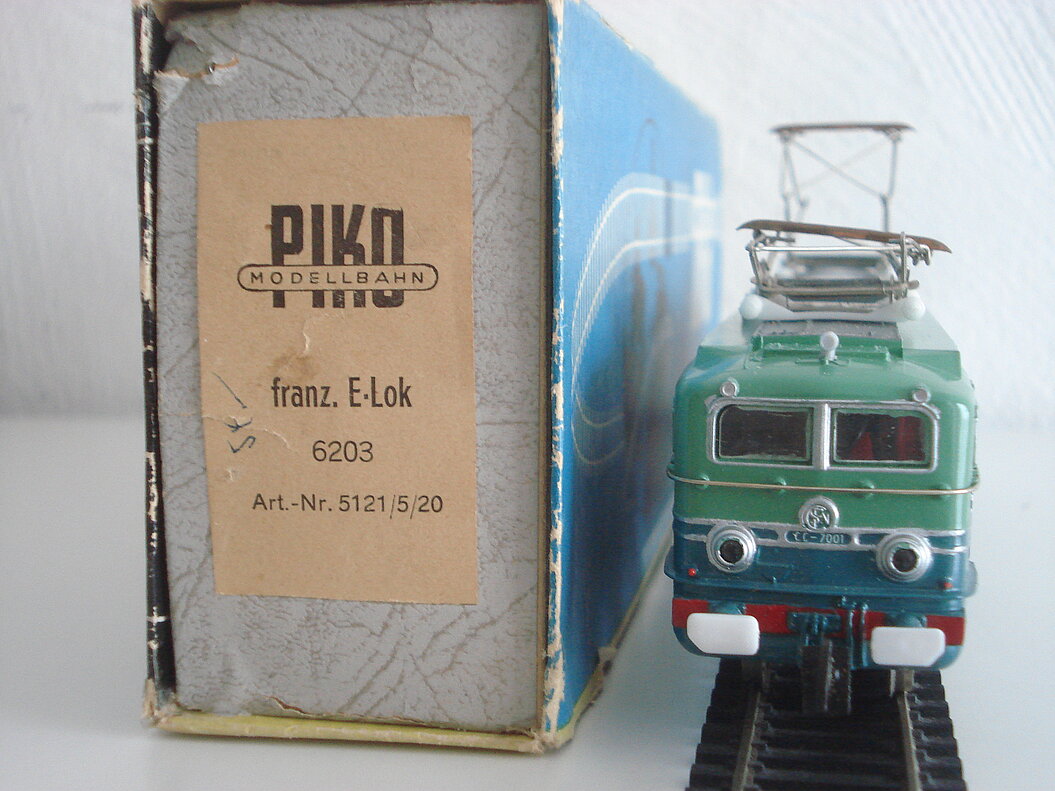 PIKO
MODELLBAHN
franz. E-Lok
6203
Art.-Nr. 5121/5/20
CC-7001